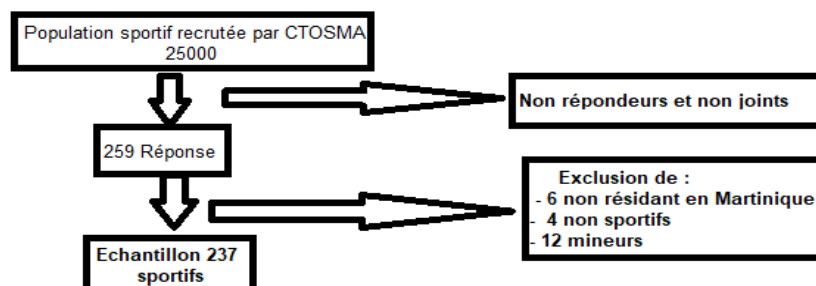 Population sportif recrutée par CTOSMA
25000
Non répondeurs et non joints
259 Réponse
Exclusion de :
- 6 non résidant en Martinique
- 4 non sportifs
- 12 mineurs
Echantillon 237
sportifs